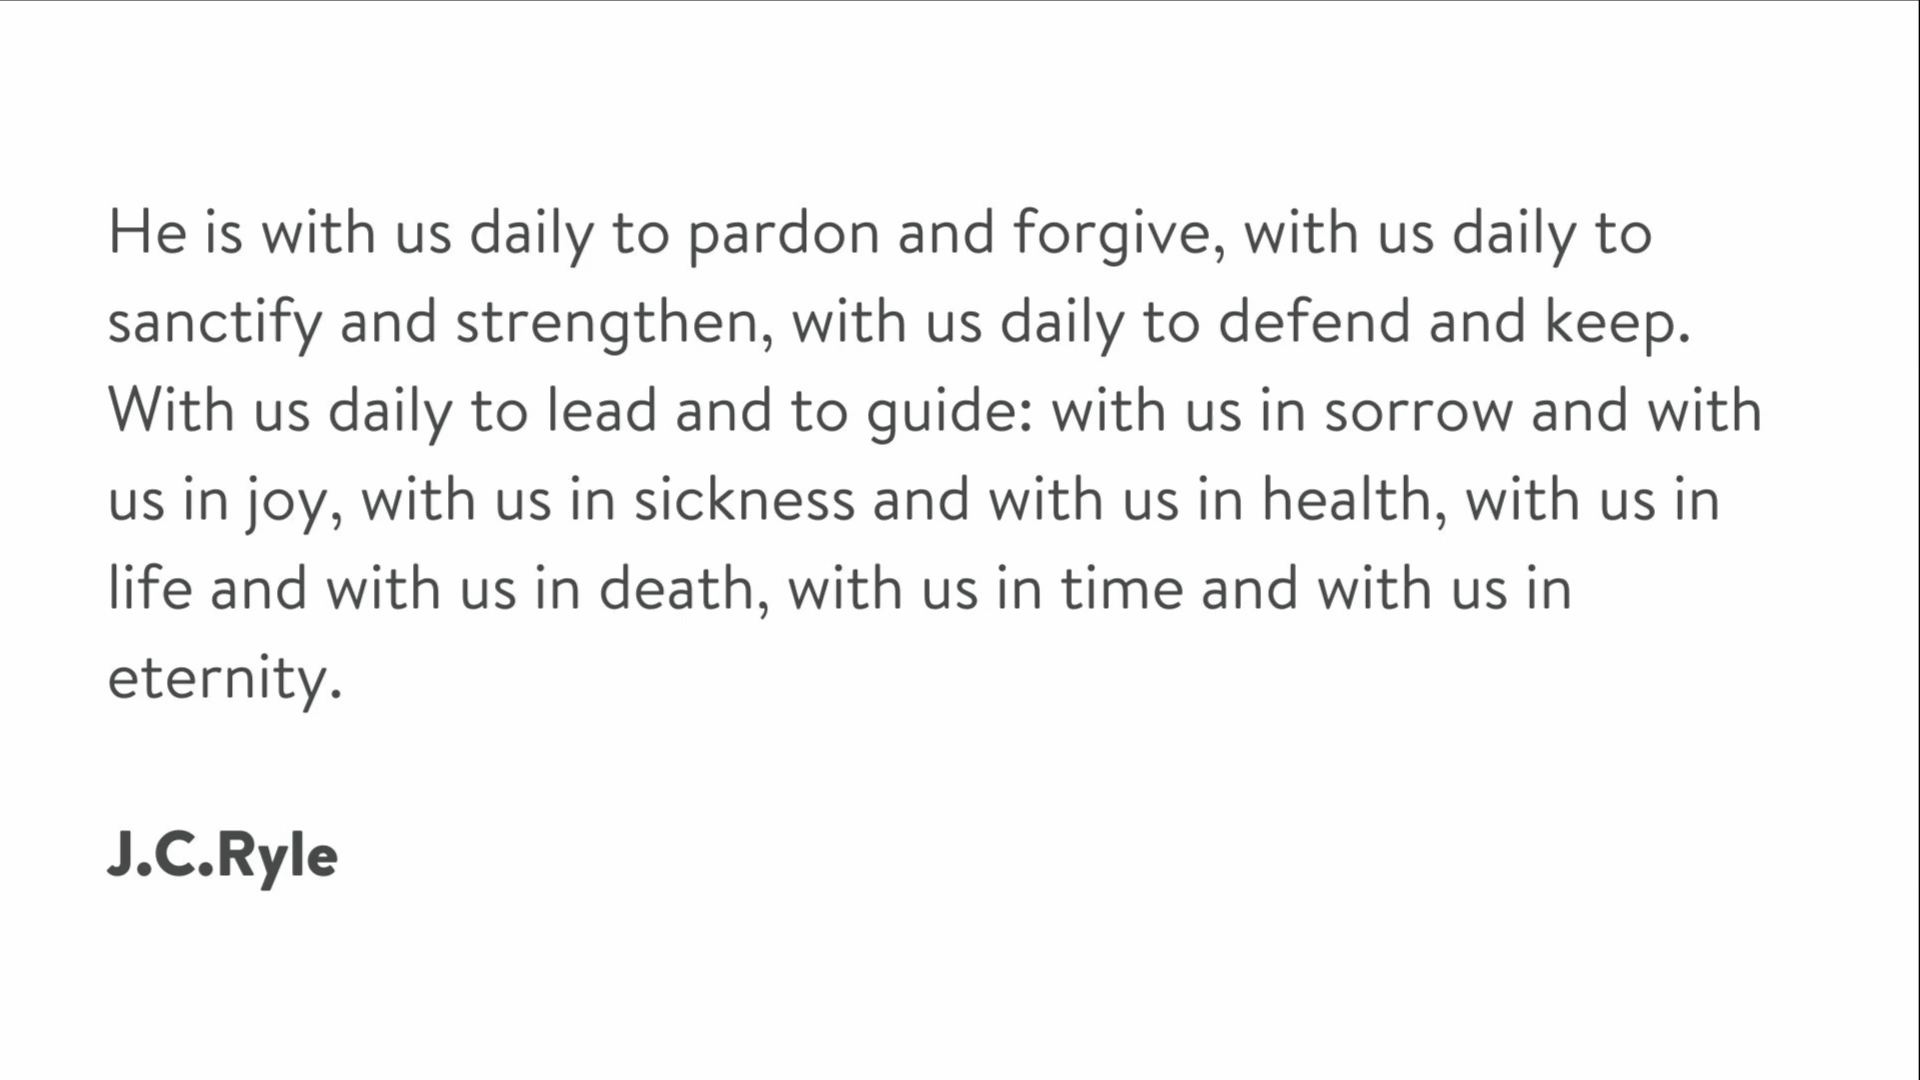 He is with us daily to pardon and forgive, with us daily to
sanctify and strengthen, with us daily to defend and keep.
With us daily to lead and to guide: with us in sorrow and with
us in joy, with us in sickness and with us in health, with us in
life and with us in death, with us in time and with us in
eternity.
J.C.Ryle